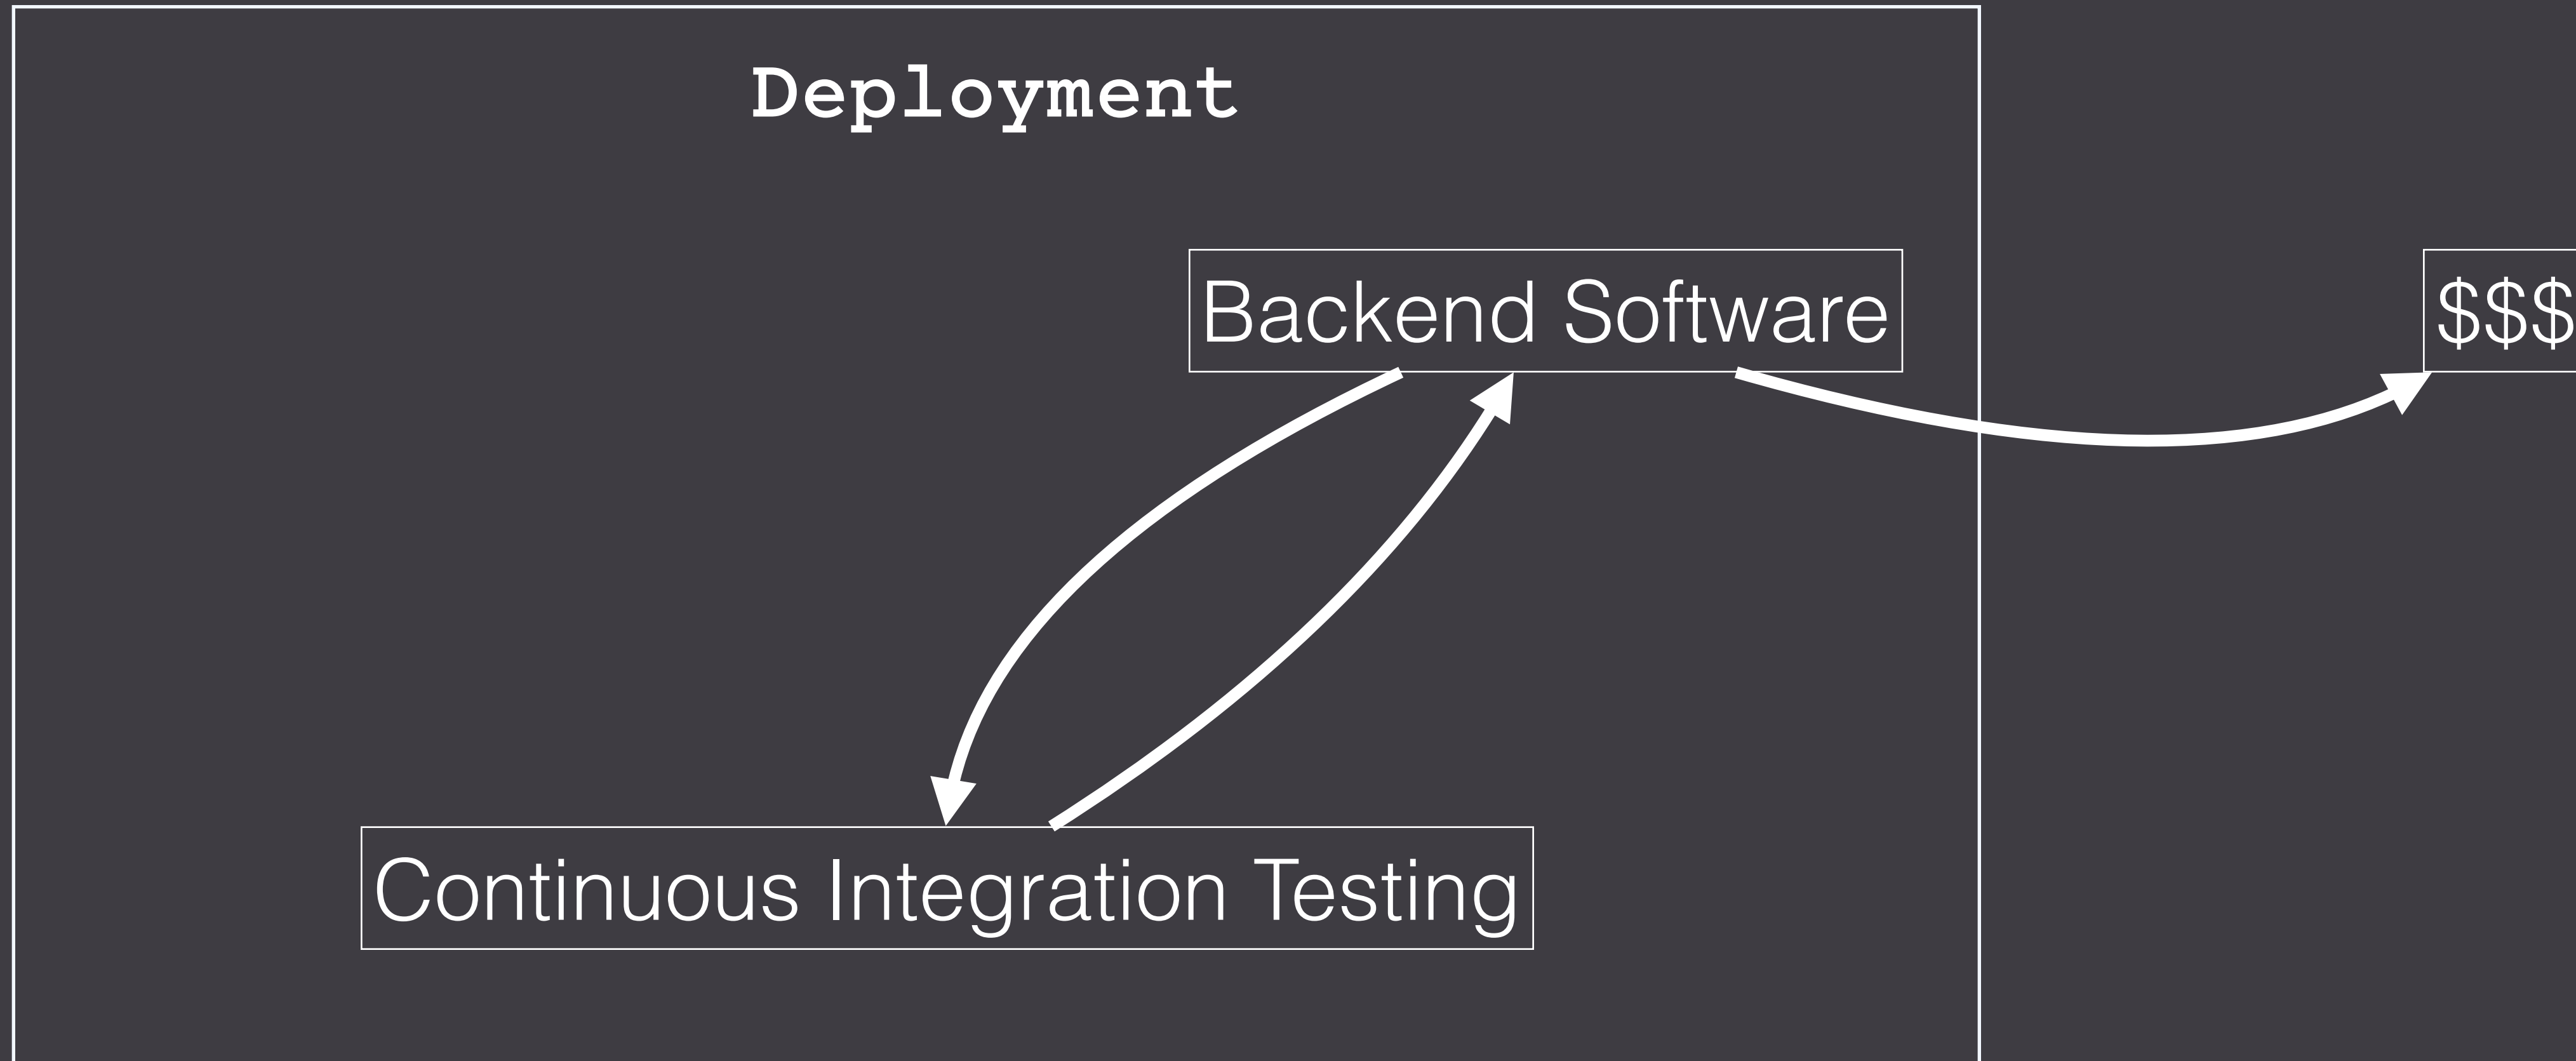 Deployment
Backend Software
$$$
Continuous Integration Testing